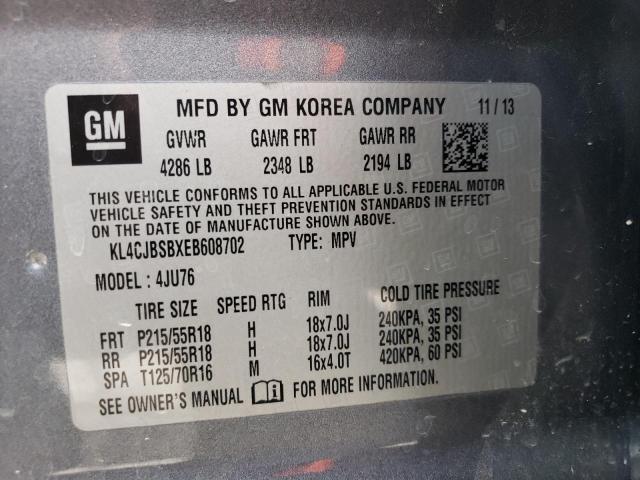 GM MFD BY GM KOREA COMPANY 11 / 13
GVWR GAWR FRT GAWR RR
4286 LB 2348 LB 2194 LB
THIS VEHICLE CONFORMS TO ALL APPLICABLE U.S. FEDERAL MOTOR
VEHICLE SAFETY AND THEFT PREVENTION STANDARDS IN EFFECT
ON THE DATE OF MANUFACTURE SHOWN ABOVE.
KL4CJBSBXEB608702 TYPE: MPV
MODEL : 4JU76
TIRE SIZE SPEED RTG RIM COLD TIRE PRESSURE
FRT P215/55R18 H 18x7.0J 240KPA, 35 PSI
RR P215/55R18 H 18x7.0J 240KPA, 35 PSI
SPA T125/70R16 M 16x4.0T 420KPA, 60 PSI
SEE OWNER'S MANUAL FOR MORE INFORMATION.